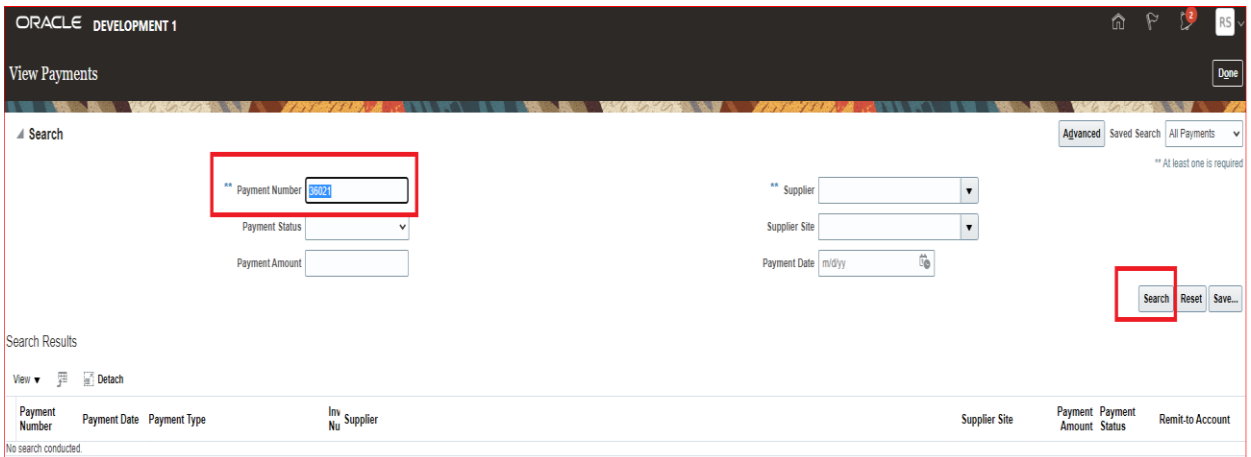 ORACLE DEVELOPMENT 1
2
RS
View Payments
Done
Search
Advanced Saved Search All Payments
** At least one is required
** Payment Number 36021
** Supplier
Payment Status
Supplier Site
Payment Amount
Payment Date m/d/yy
Search Reset Save...
Search Results
View Detach
Payment Number Payment Date Payment Type Inv Nu Supplier Supplier Site Payment Amount Payment Status Remit-to Account
No search conducted.